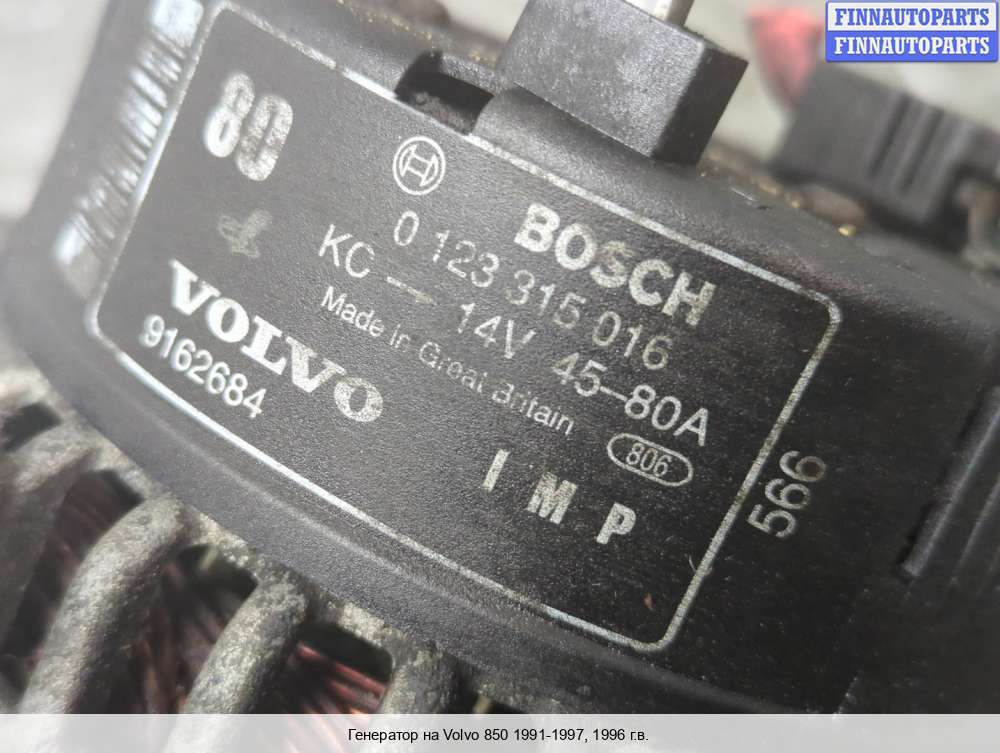 FINNAUTOPARTS
FINNAUTOPARTS
80
BOSCH
0 123 315 016
KC — 14V 45–80A
Made in Great Britain
806
VOLVO
9162684
IMP
566
Генератор на Volvo 850 1991-1997, 1996 г.в.